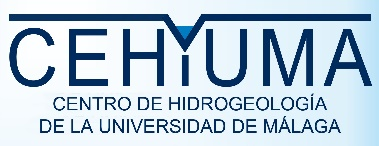 CEHiUMA
CENTRO DE HIDROGEOLOGÍA
DE LA UNIVERSIDAD DE MÁLAGA